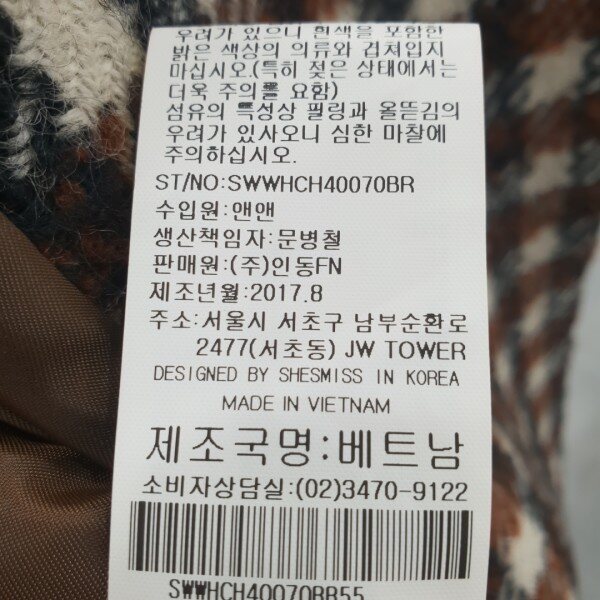 우려가 있으니 흰색을 포함한
밝은 색상의 의류와 겹쳐입지
마십시오.(특히 젖은 상태에서는
더욱 주의를 요함)
섬유의 특성상 필링과 올뜯김의
우려가 있사오니 심한 마찰에
주의하십시오.
ST/NO:SWWHCH40070BR
수입원:앤앤
생산책임자:문병철
판매원:(주)인동FN
제조년월:2017.8
주소:서울시 서초구 남부순환로
2477(서초동) JW TOWER
DESIGNED BY SHESMISS IN KOREA
MADE IN VIETNAM
제조국명:베트남
소비자상담실:(02)3470-9122
SWWHCH40070BR55